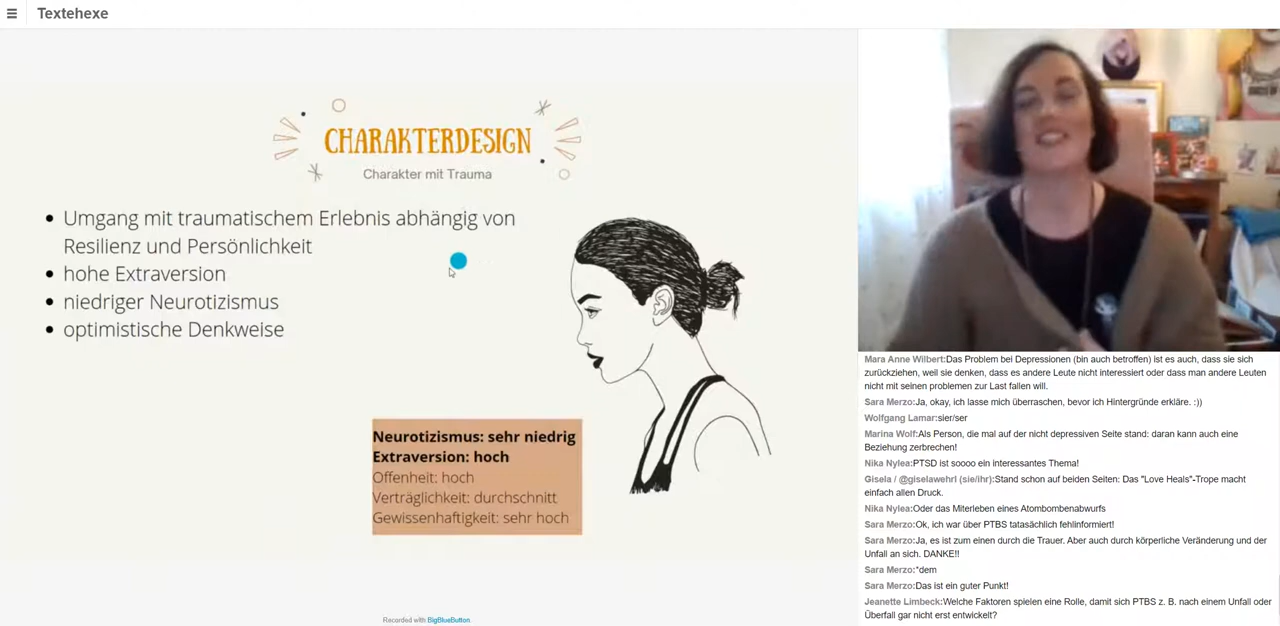 Textehexe
CHARAKTERDESIGN
Charakter mit Trauma
Umgang mit traumatischem Erlebnis abhängig von
Resilienz und Persönlichkeit
hohe Extraversion
niedriger Neurotizismus
optimistische Denkweise
Neurotizismus: sehr niedrig
Extraversion: hoch
Offenheit: hoch
Verträglichkeit: durchschnitt
Gewissenhaftigkeit: sehr hoch
Recorded with BigBlueButton.
Mara Anne Wilbert:Das Problem bei Depressionen (bin auch betroffen) ist es auch, dass sie sich
zurückziehen, weil sie denken, dass es andere Leute nicht interessiert oder dass man andere Leuten
nicht mit seinen problemen zur Last fallen will.
Sara Merzo:Ja, okay, ich lasse mich überraschen, bevor ich Hintergründe erkläre. :))
Wolfgang Lamar:sier/ser
Marina Wolf:Als Person, die mal auf der nicht depressiven Seite stand: daran kann auch eine
Beziehung zerbrechen!
Nika Nylea:PTSD ist soooo ein interessantes Thema!
Gisela / @giselawehrl (sie/ihr):Stand schon auf beiden Seiten: Das "Love Heals"-Trope macht
einfach allen Druck.
Nika Nylea:Oder das Miterleben eines Atombombenabwurfs
Sara Merzo:Ok, ich war über PTBS tatasächlich fehlinformiert!
Sara Merzo:Ja, es ist zum einen durch die Trauer. Aber auch durch körperliche Veränderung und der
Unfall an sich. DANKE!!
Sara Merzo:*dem
Sara Merzo:Das ist ein guter Punkt!
Jeanette Limbeck:Welche Faktoren spielen eine Rolle, damit sich PTBS z. B. nach einem Unfall oder
Überfall gar nicht erst entwickelt?